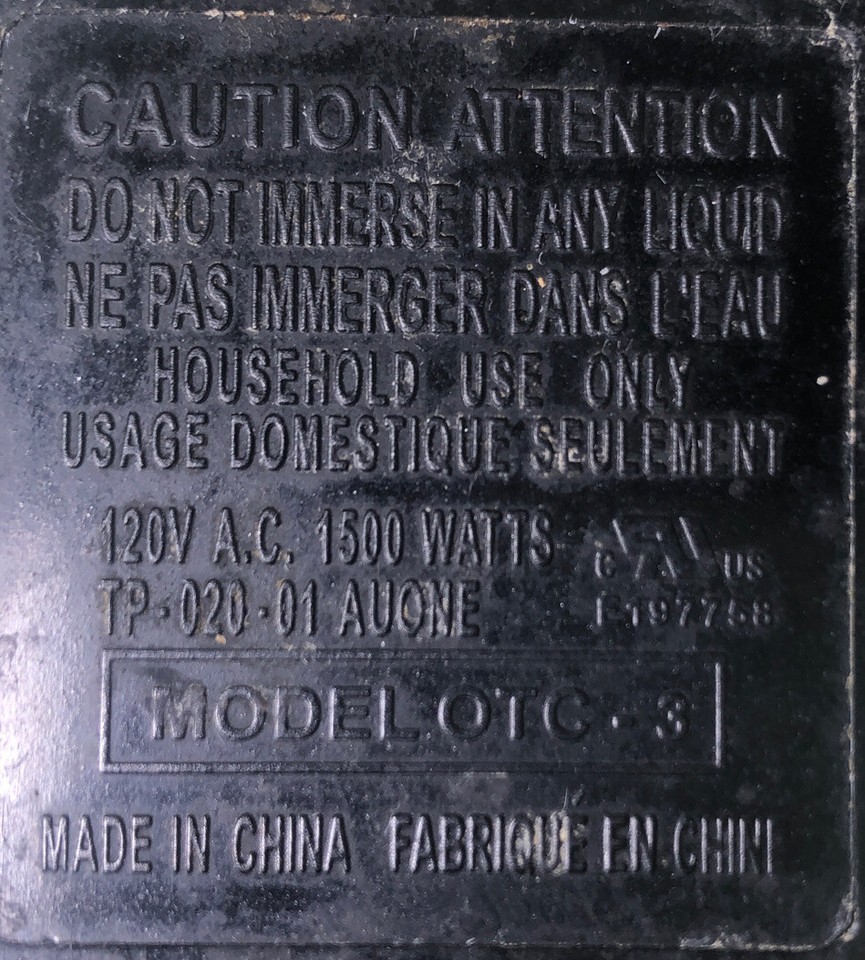 CAUTION ATTENTION
DO NOT IMMERSE IN ANY LIQUID
NE PAS IMMERGER DANS L'EAU
HOUSEHOLD USE ONLY
USAGE DOMESTIQUE SEULEMENT
120V A.C. 1500 WATTS
C US
TP-020-01 AUONE
E197758
MODEL OTC-3
MADE IN CHINA FABRIQUE EN CHINE